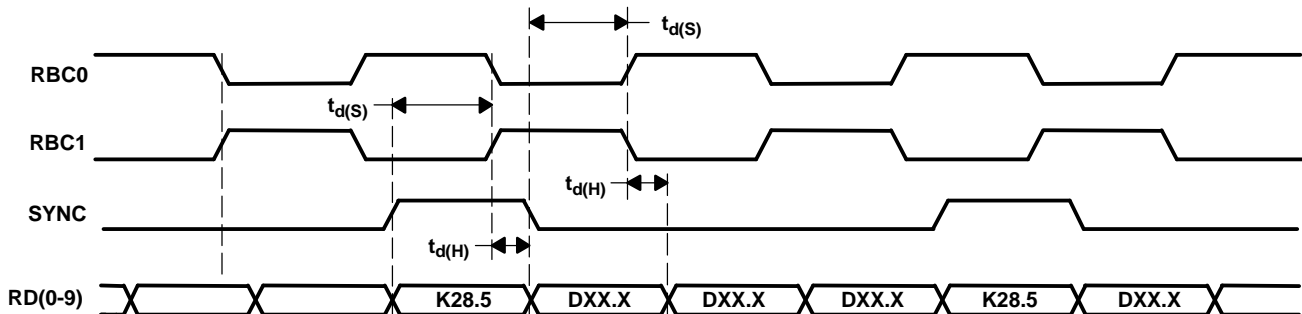 t_d(S)
RBC0
t_d(S)
RBC1
t_d(H)
SYNC
t_d(H)
RD(0-9) K28.5 DXX.X DXX.X DXX.X K28.5 DXX.X